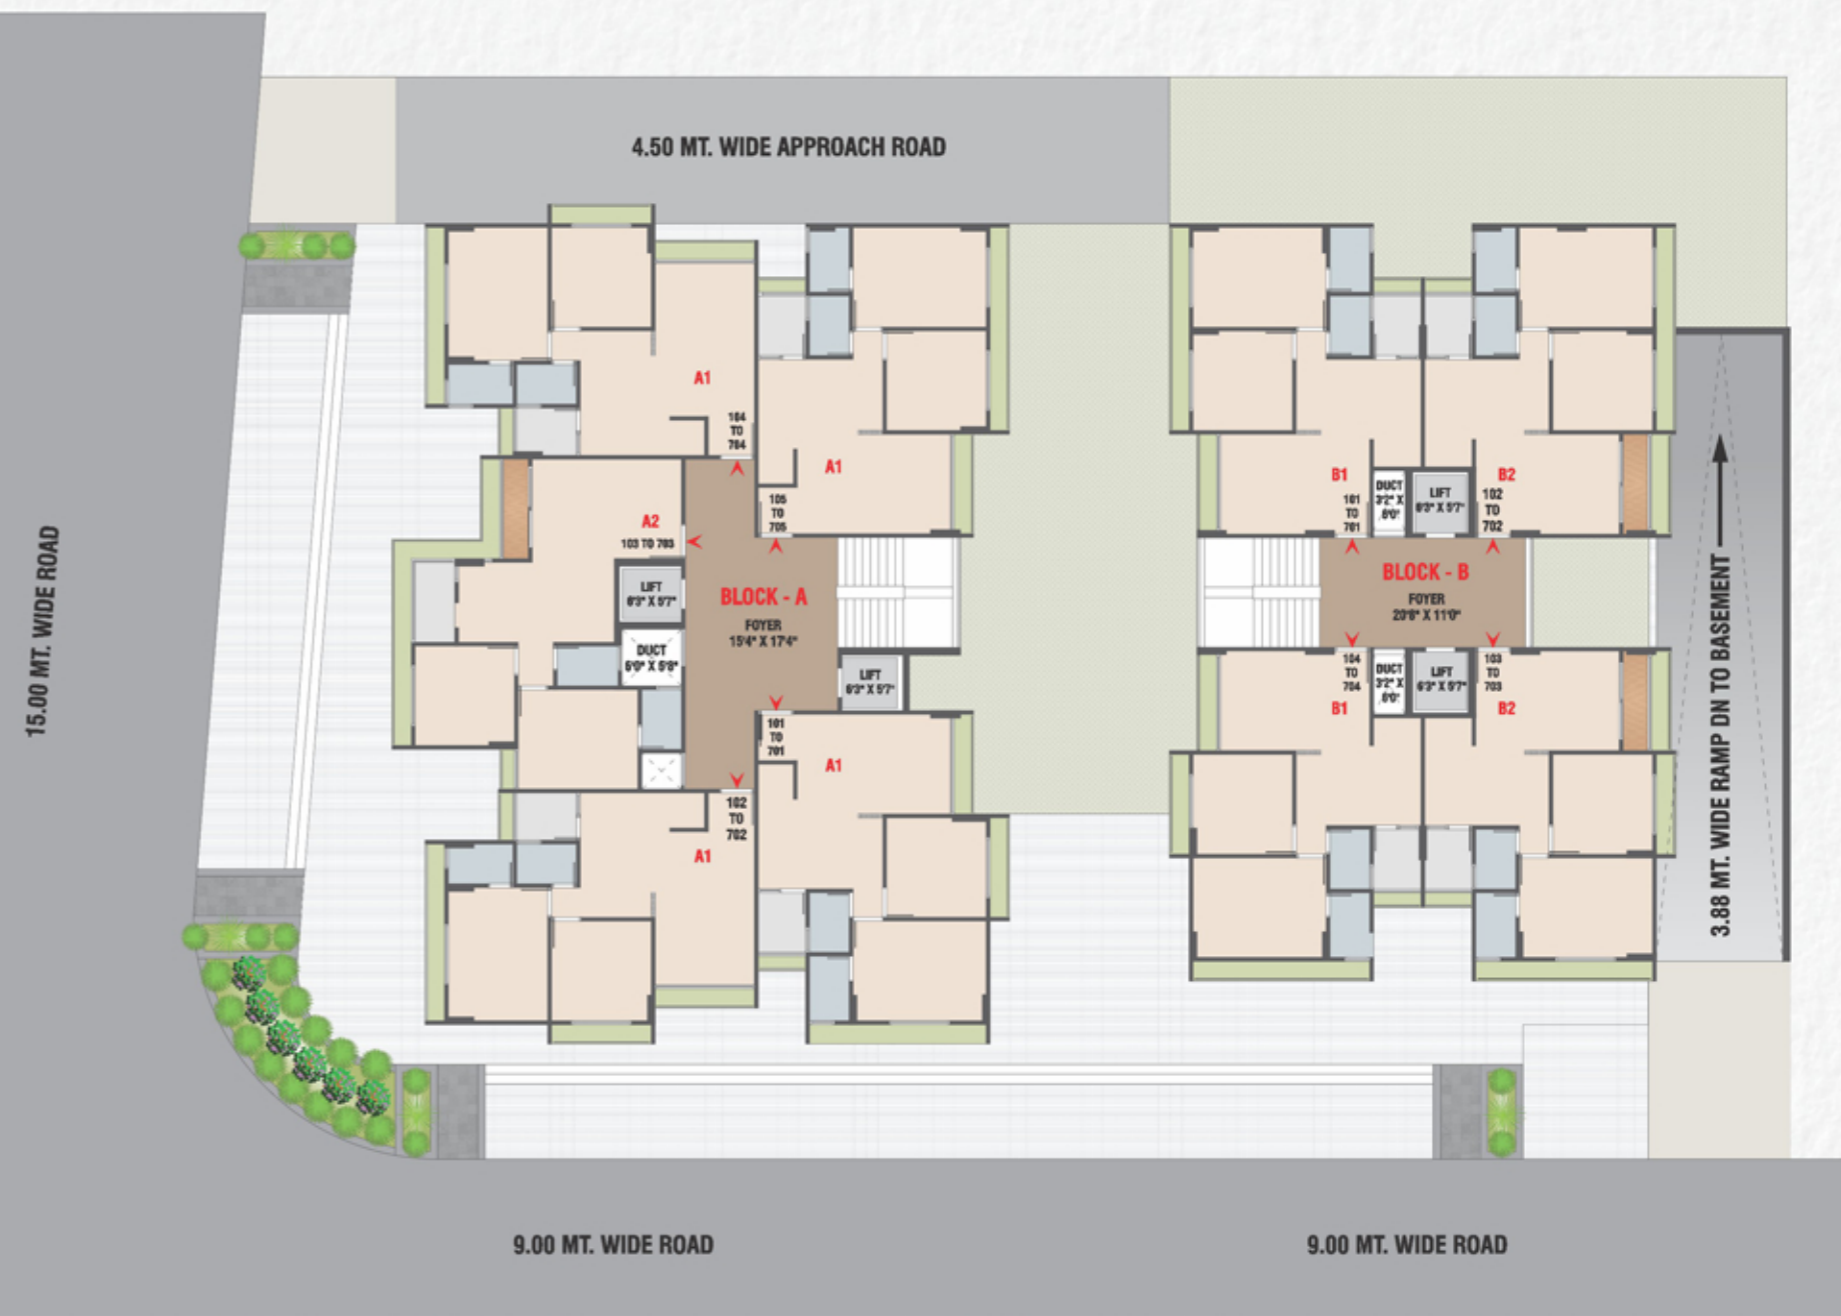 4.50 MT. WIDE APPROACH ROAD
15.00 MT. WIDE ROAD
A1
104
TO
704
A1
105
TO
705
A2
103 TO 703
LIFT
6'3" X 5'7"
DUCT
5'8"
BLOCK - A
FOYER
15'4" X 17'4"
LIFT
6'3" X 5'7"
101
TO
701
A1
102
TO
702
A1
B1
101
TO
701
DUCT
3'2" X
6'0"
LIFT
6'3" X 5'7"
B2
102
TO
702
BLOCK - B
FOYER
20'6" X 11'0"
104
TO
704
B1
DUCT
3'2" X
6'0"
LIFT
6'3" X 5'7"
103
TO
703
B2
3.88 MT. WIDE RAMP DN TO BASEMENT
9.00 MT. WIDE ROAD
9.00 MT. WIDE ROAD